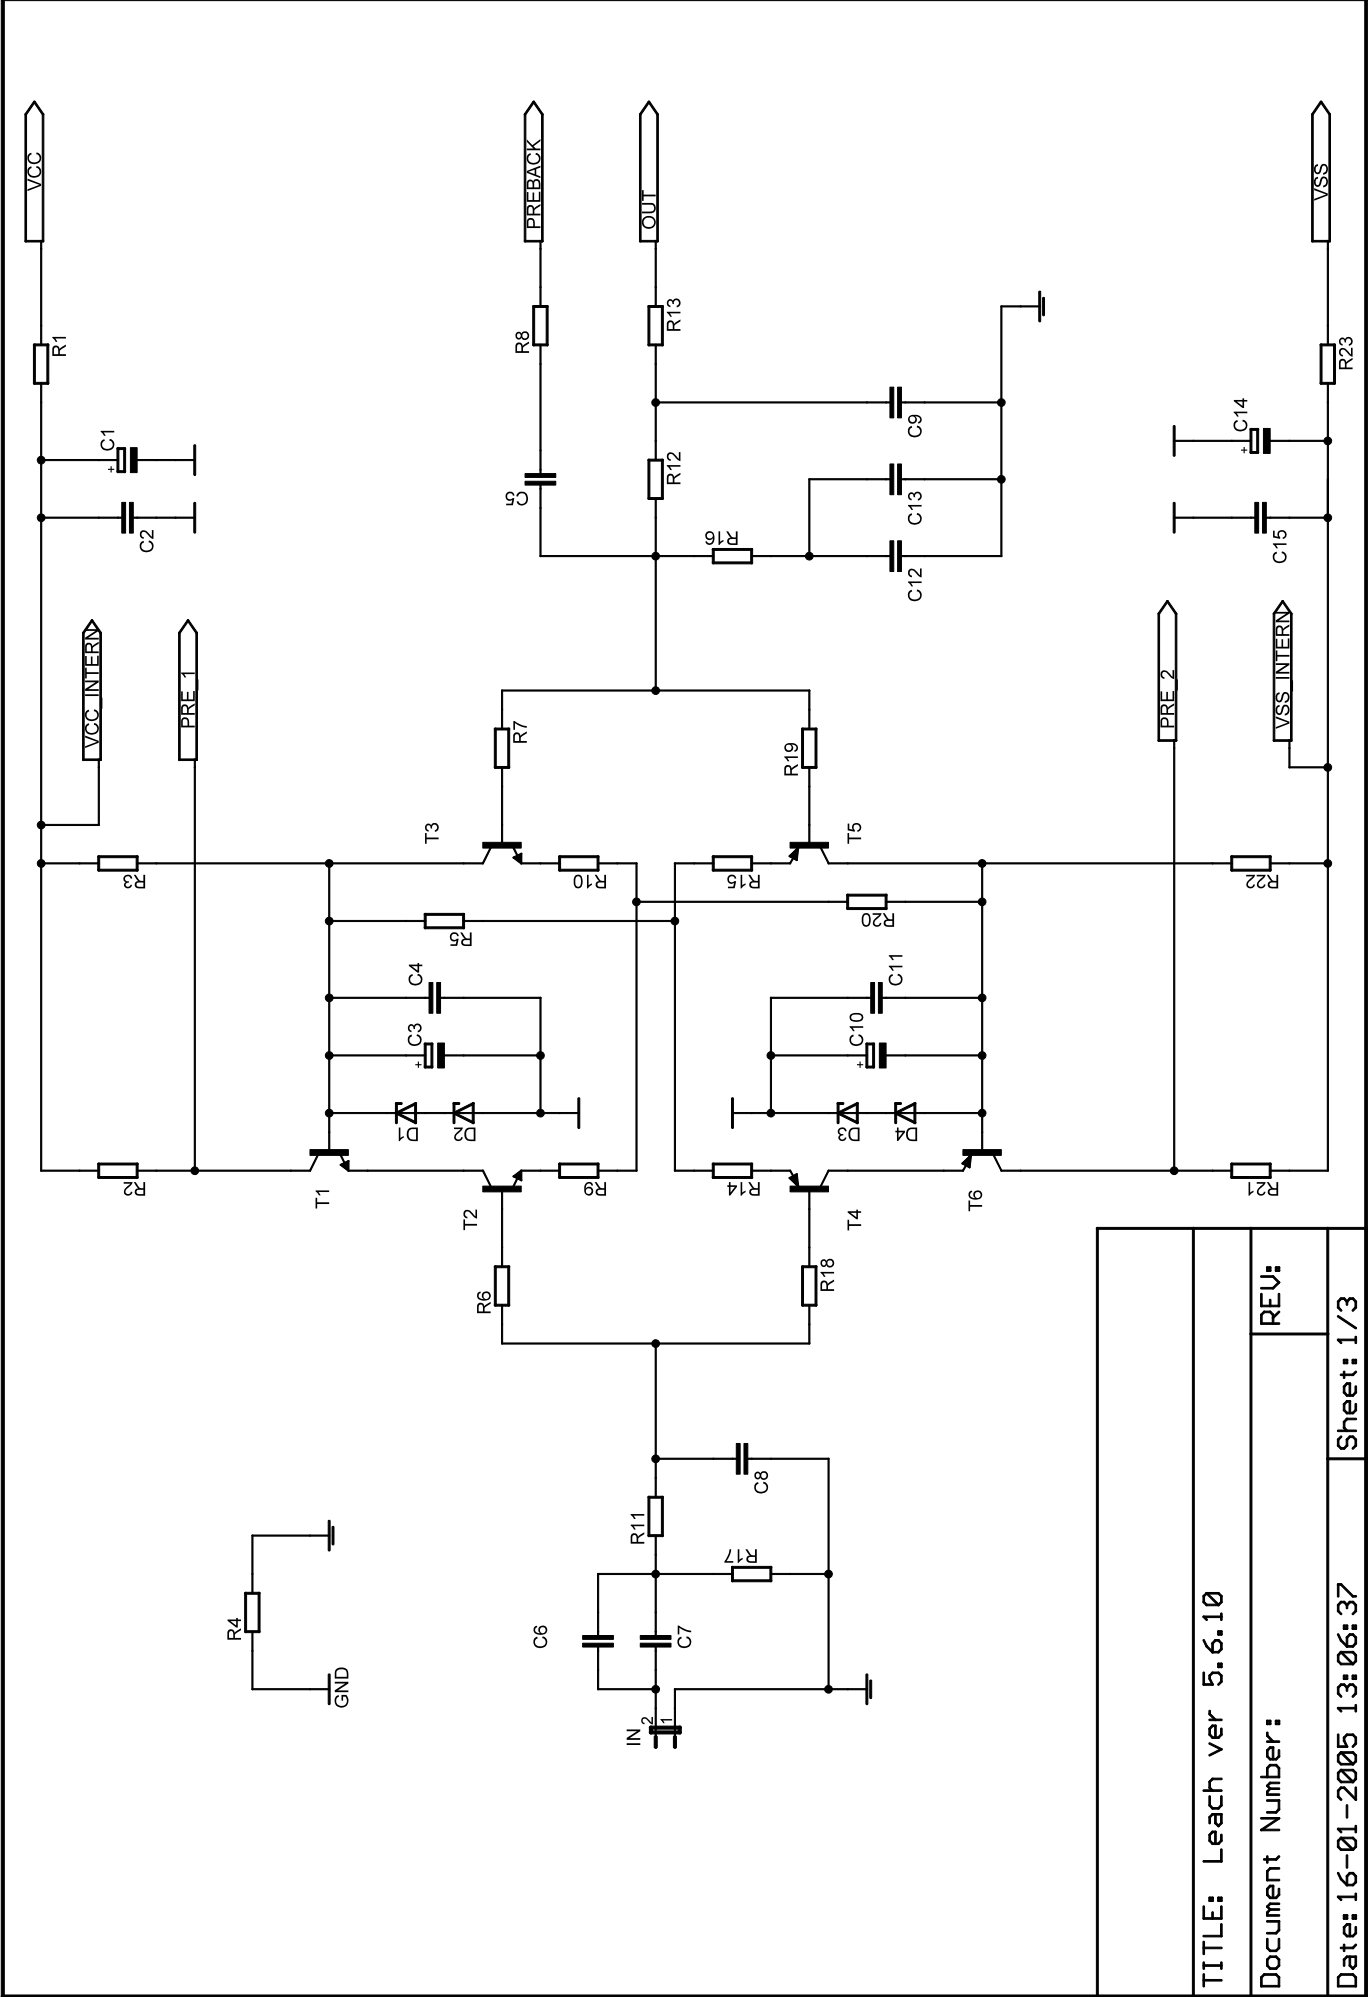 VCC
R1
C1
+
C2
VCC_INTERN
PRE_1
R3
R2
PREBACK
OUT
R8
R13
C5
R12
R16
C9
C13
C12
R7
R19
T3
T5
R10
R15
R5
R20
C4
C3
+
D1
D2
C11
C10
+
D3
D4
T1
T2
R9
R14
T4
T6
R6
R18
VSS
R23
C14
+
C15
PRE_2
VSS_INTERN
R22
R21
R4
GND
R11
R17
C8
C6
C7
IN
2
1
TITLE: Leach ver 5.6.10
Document Number:
REV:
Date: 16-01-2005 13:06:37
Sheet: 1/3